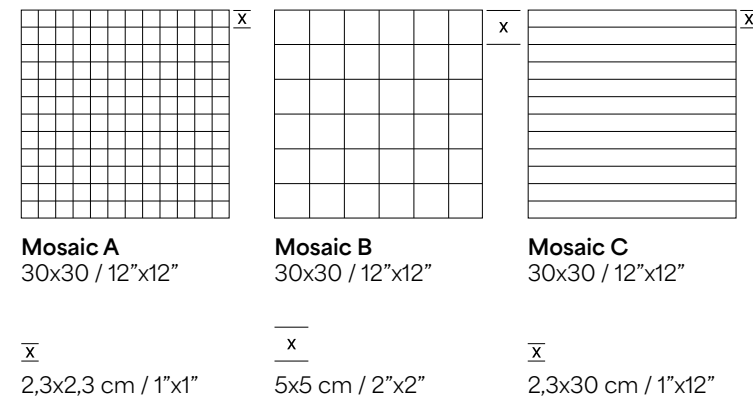 x
x
x
Mosaic A
30x30 / 12”x12”
Mosaic B
30x30 / 12”x12”
Mosaic C
30x30 / 12”x12”
x
2,3x2,3 cm / 1”x1”
x
5x5 cm / 2”x2”
x
2,3x30 cm / 1”x12”